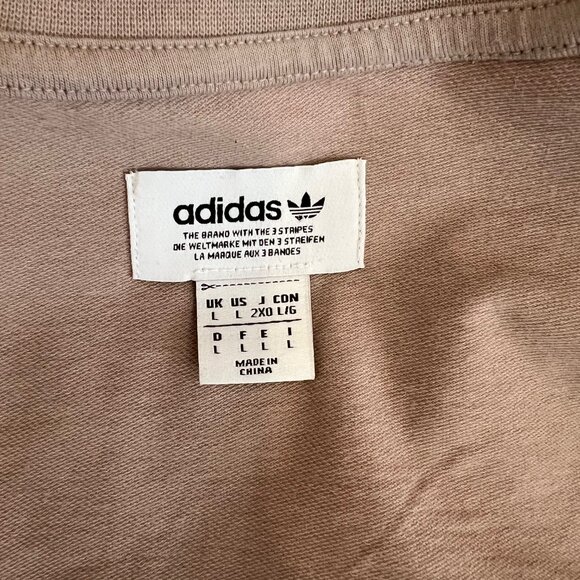 adidas
THE BRAND WITH THE 3 STRIPES
DIE WELTMARKE MIT DEN 3 STREIFEN
LA MARQUE AUX 3 BANDES
UK US J CDN
L L 2XO L/G
D F E I
L L L L
MADE IN
CHINA